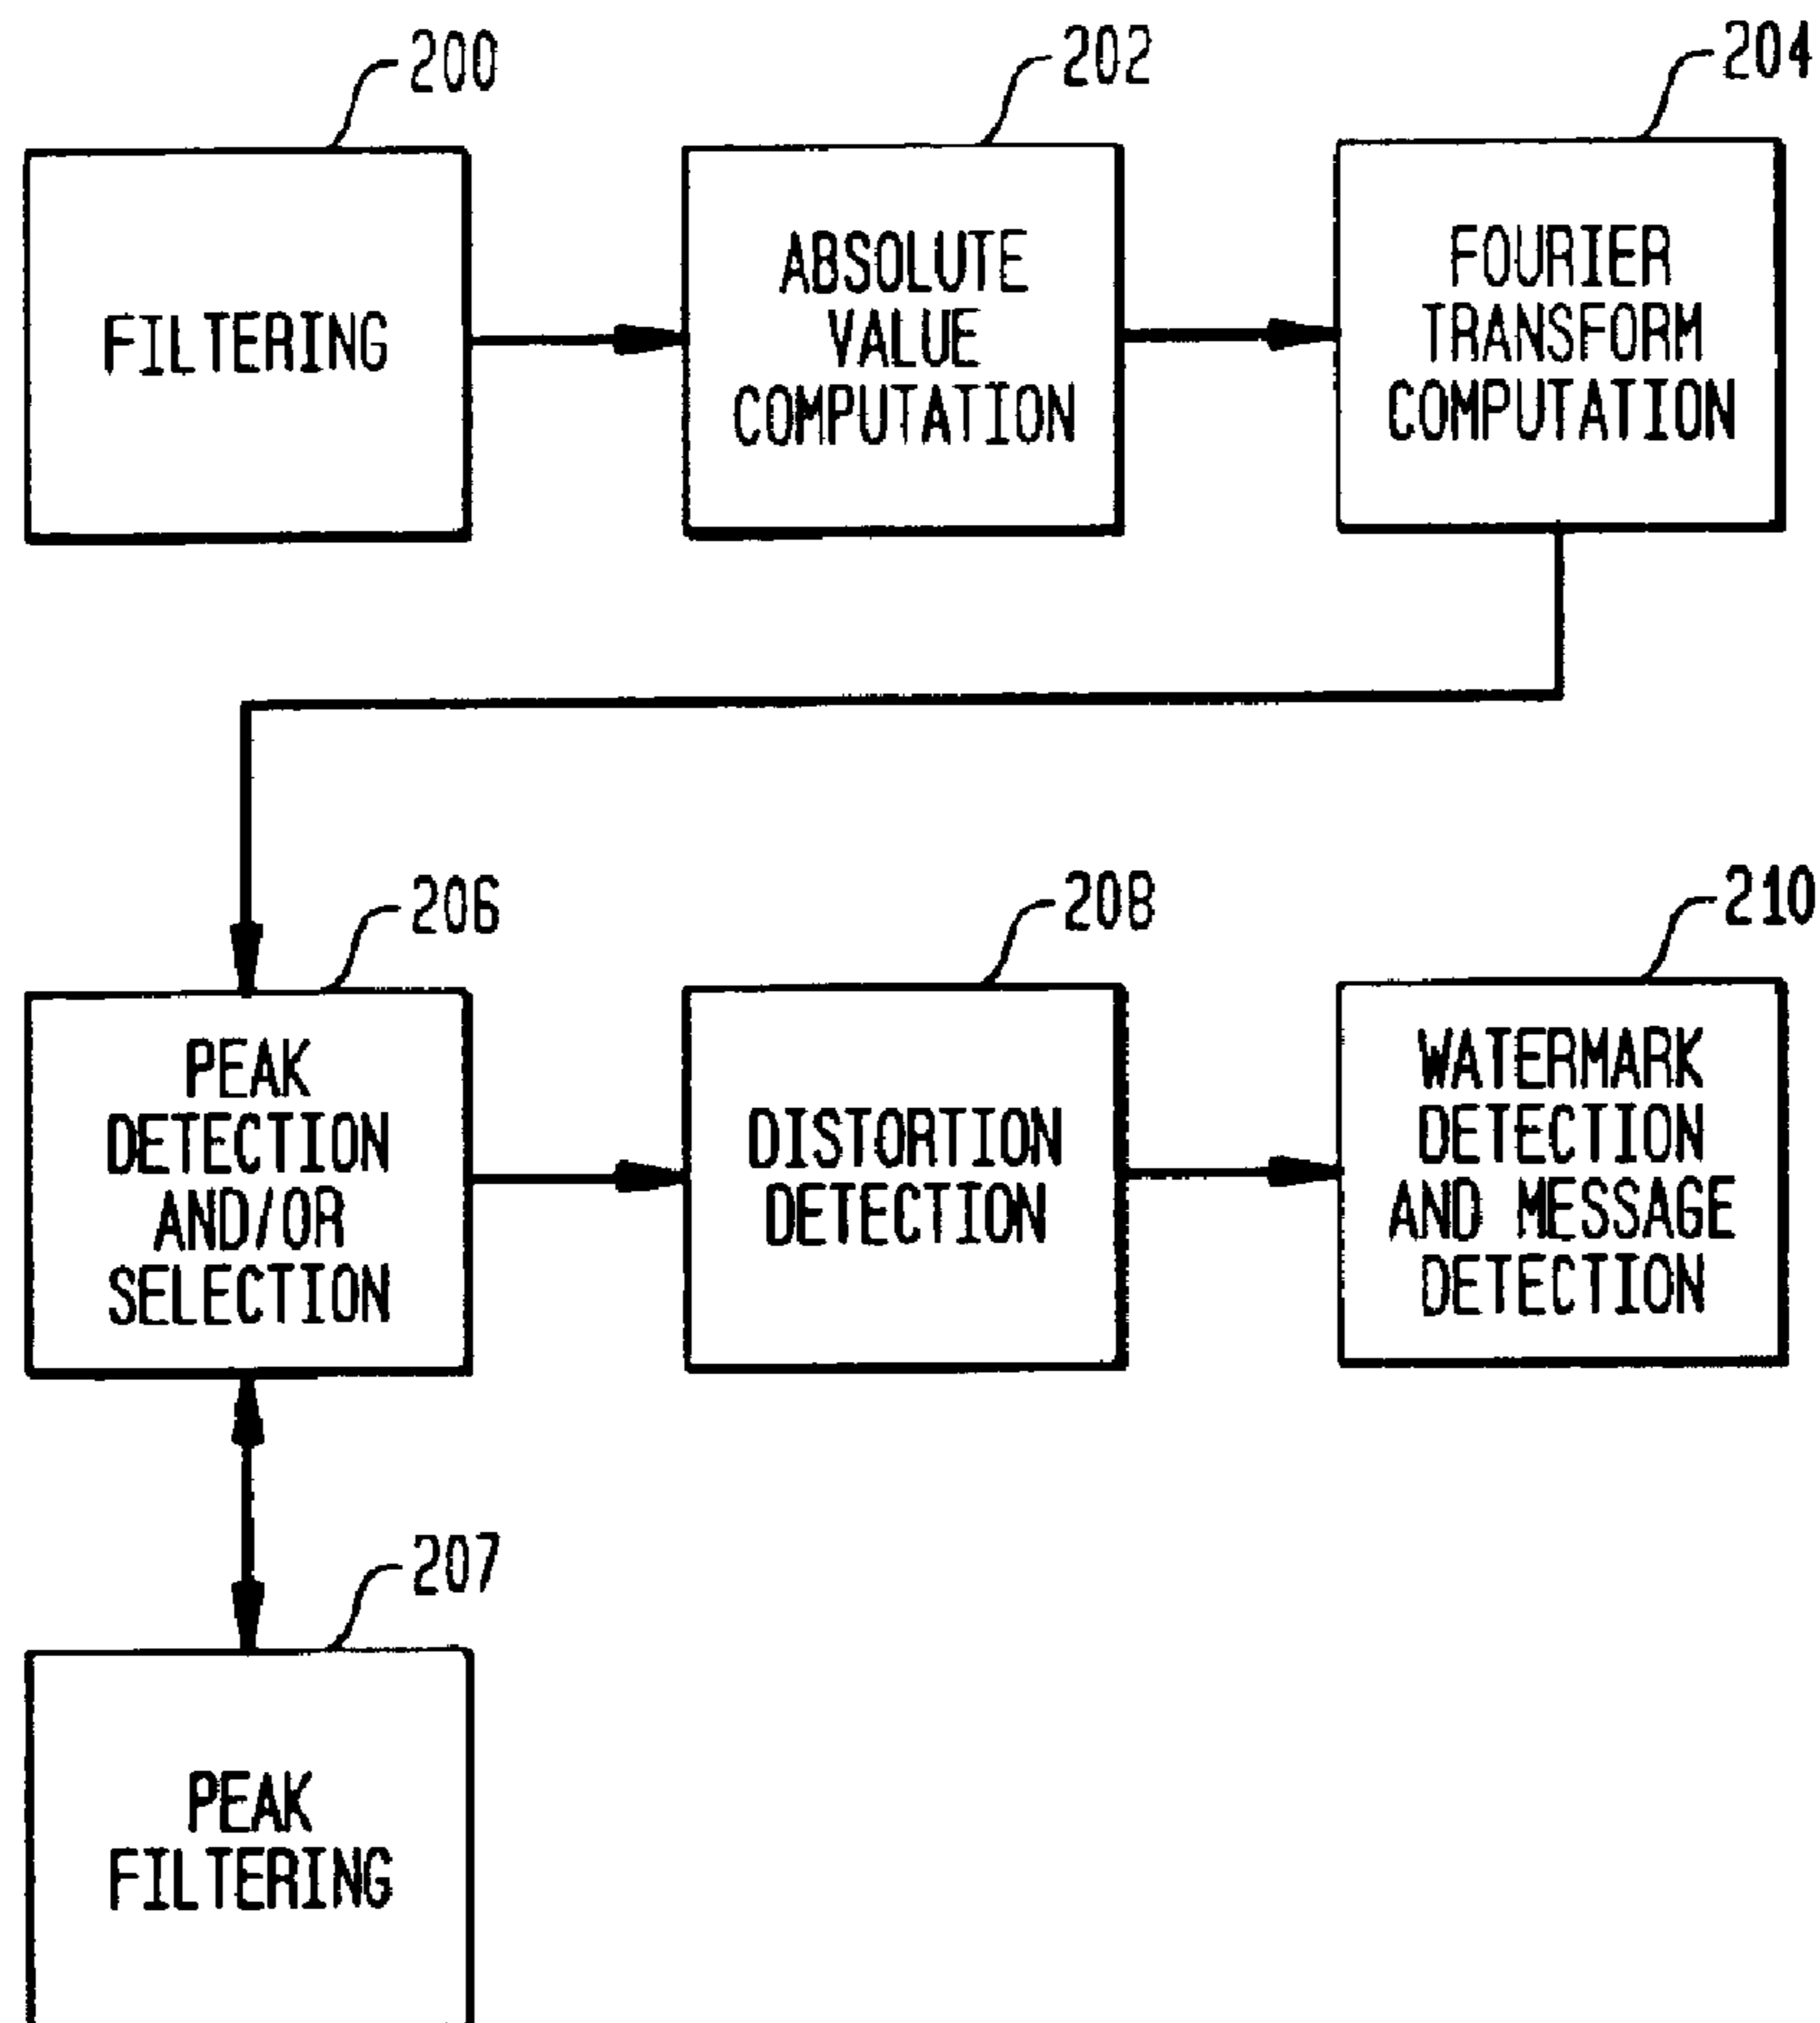 200
FILTERING
202
ABSOLUTE
VALUE
COMPUTATION
204
FOURIER
TRANSFORM
COMPUTATION
206
PEAK
DETECTION
AND/OR
SELECTION
208
DISTORTION
DETECTION
210
WATERMARK
DETECTION
AND MESSAGE
DETECTION
207
PEAK
FILTERING